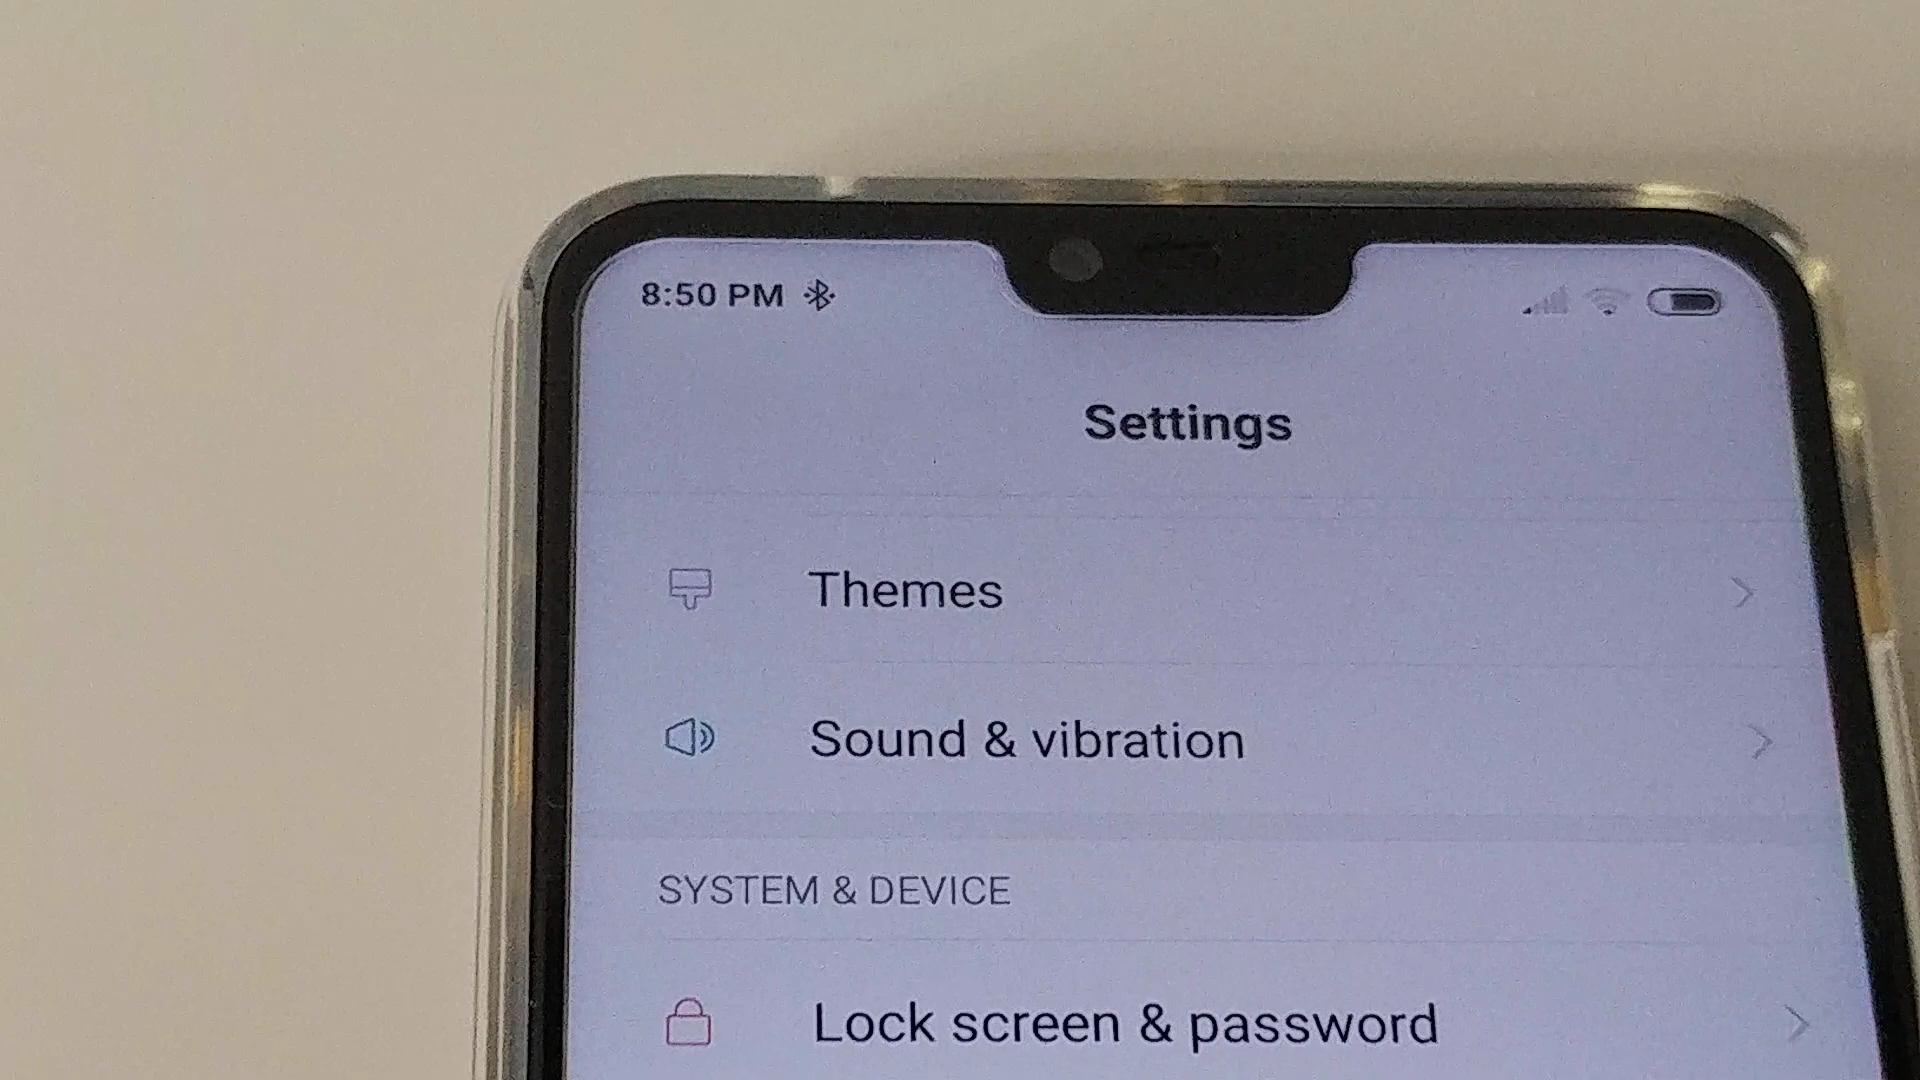 8:50 PM
Settings
Themes
Sound & vibration
SYSTEM & DEVICE
Lock screen & password